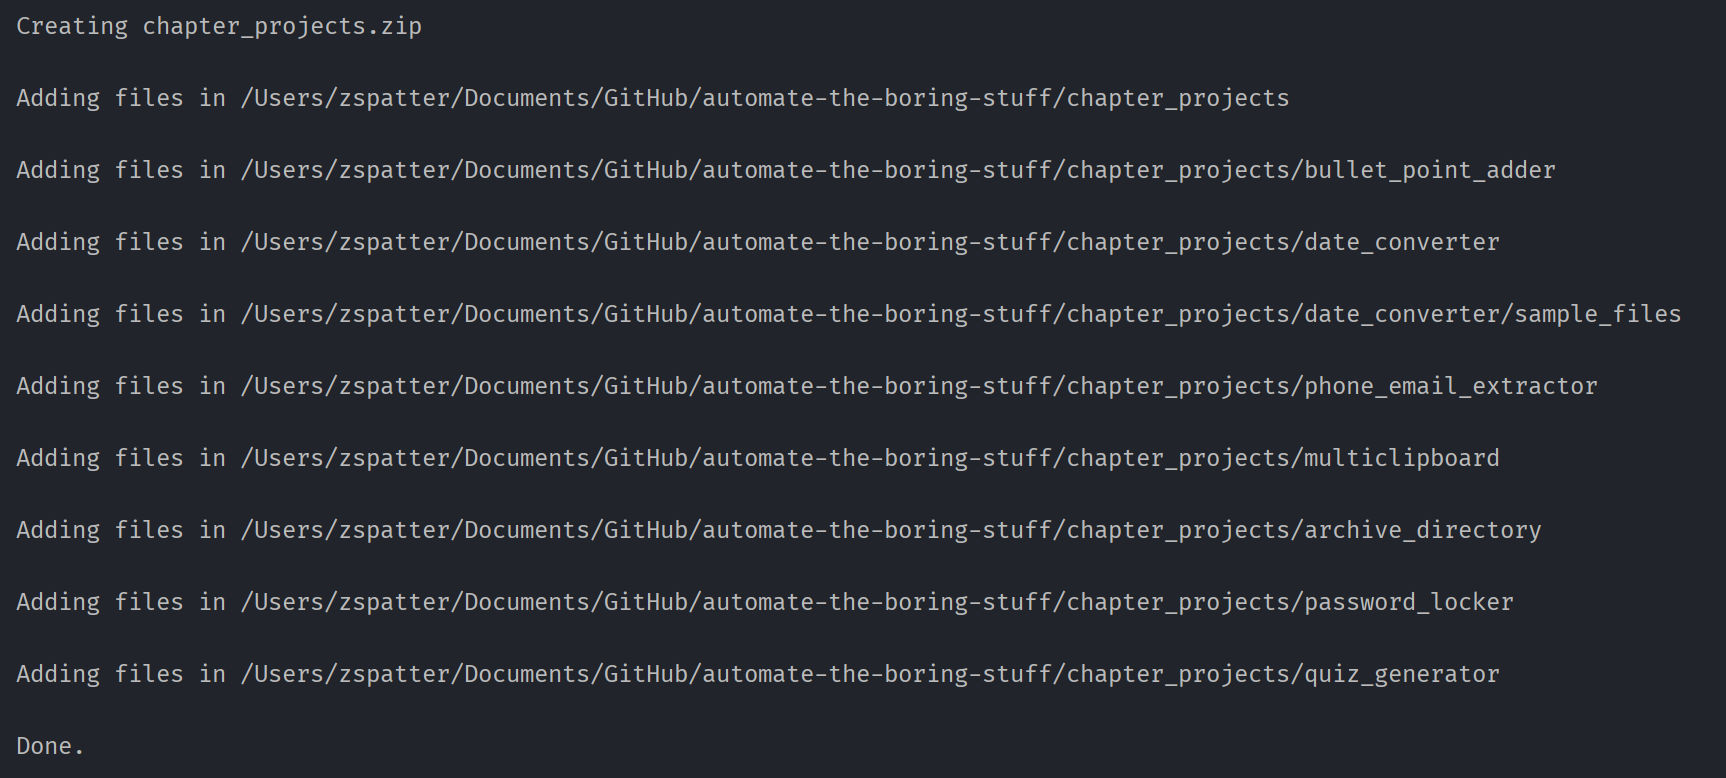 Creating chapter_projects.zip
Adding files in /Users/zspatter/Documents/GitHub/automate-the-boring-stuff/chapter_projects
Adding files in /Users/zspatter/Documents/GitHub/automate-the-boring-stuff/chapter_projects/bullet_point_adder
Adding files in /Users/zspatter/Documents/GitHub/automate-the-boring-stuff/chapter_projects/date_converter
Adding files in /Users/zspatter/Documents/GitHub/automate-the-boring-stuff/chapter_projects/date_converter/sample_files
Adding files in /Users/zspatter/Documents/GitHub/automate-the-boring-stuff/chapter_projects/phone_email_extractor
Adding files in /Users/zspatter/Documents/GitHub/automate-the-boring-stuff/chapter_projects/multiclipboard
Adding files in /Users/zspatter/Documents/GitHub/automate-the-boring-stuff/chapter_projects/archive_directory
Adding files in /Users/zspatter/Documents/GitHub/automate-the-boring-stuff/chapter_projects/password_locker
Adding files in /Users/zspatter/Documents/GitHub/automate-the-boring-stuff/chapter_projects/quiz_generator
Done.